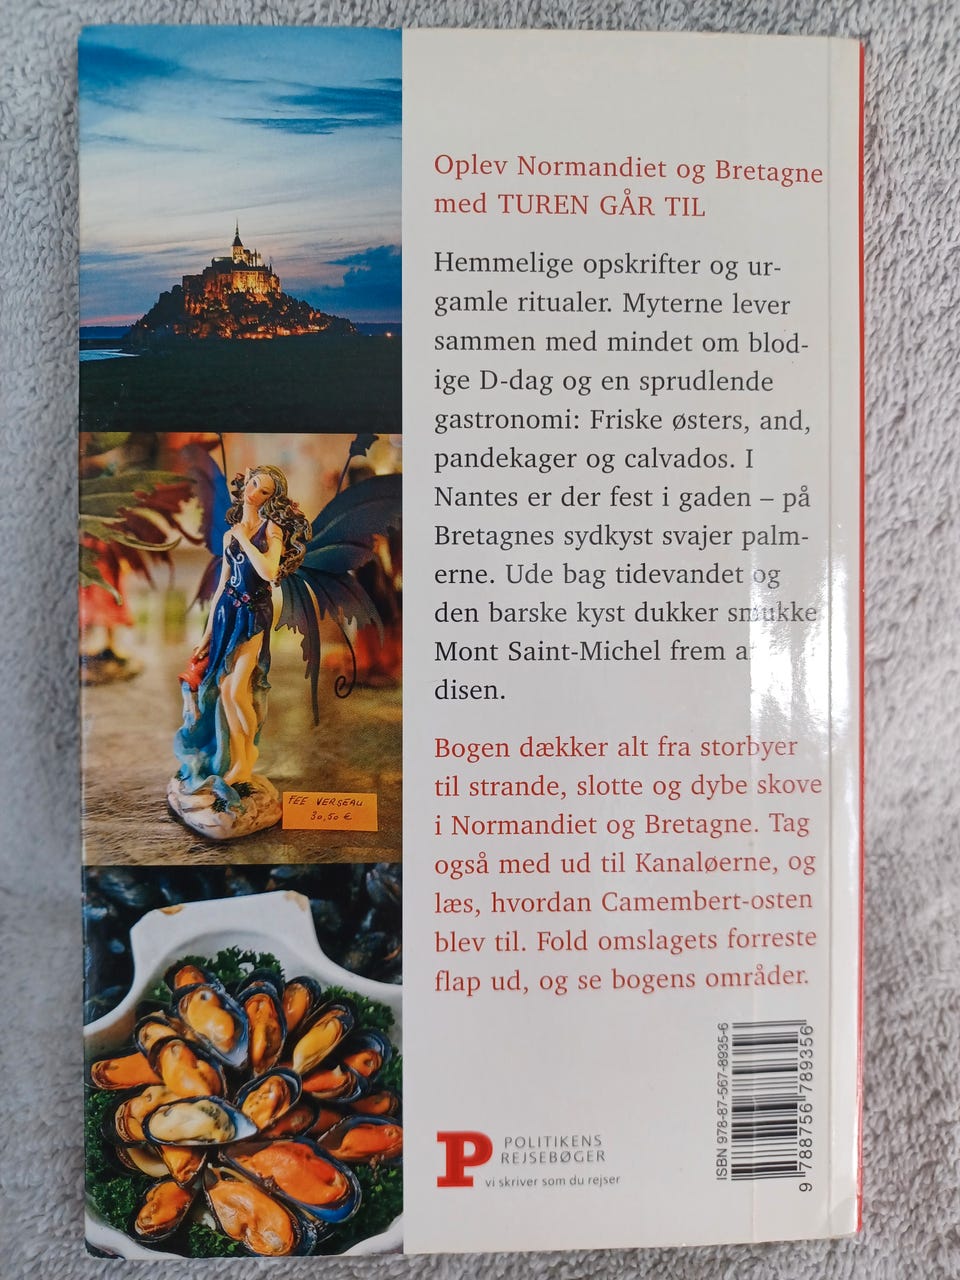 Oplev Normandiet og Bretagne
med TUREN GÅR TIL
Hemmelige opskrifter og ur-
gamle ritualer. Myterne lever
sammen med mindet om blod-
ige D-dag og en sprudlende
gastronomi: Friske østers, and,
pandekager og calvados. I
Nantes er der fest i gaden – på
Bretagnes sydkyst svajer palm-
erne. Ude bag tidevandet og
den barske kyst dukker smukke
Mont Saint-Michel frem
disen.
Bogen dækker alt fra storbyer
til strande, slotte og dybe skove
i Normandiet og Bretagne. Tag
også med ud til Kanaløerne, og
læs, hvordan Camembert-osten
blev til. Fold omslagets forreste
flap ud, og se bogens områder.
FEE VERSEAU
30,50 €
P POLITIKENS
REJSEBØGER
vi skriver som du rejser
ISBN 978-87-567-8935-6
9 788756 789356